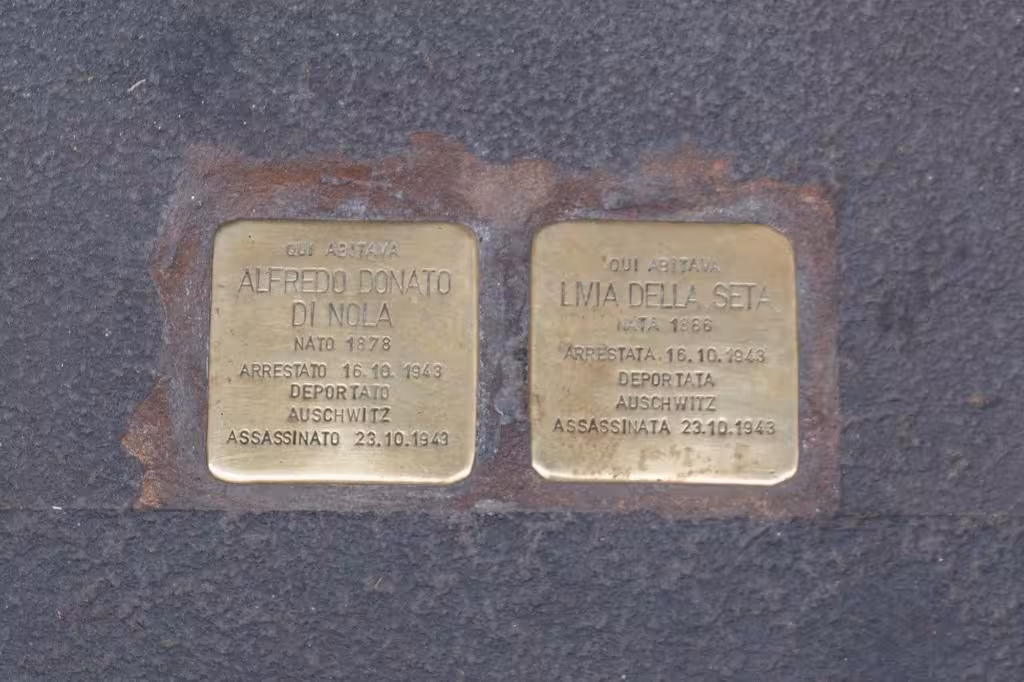 QUI ABITAVA
ALFREDO DONATO
DI NOLA
NATO 1878
ARRESTATO 16.10.1943
DEPORTATO
AUSCHWITZ
ASSASSINATO 23.10.1943
QUI ABITAVA
LIVIA DELLA SETA
NATA 1886
ARRESTATA 16.10.1943
DEPORTATA
AUSCHWITZ
ASSASSINATA 23.10.1943